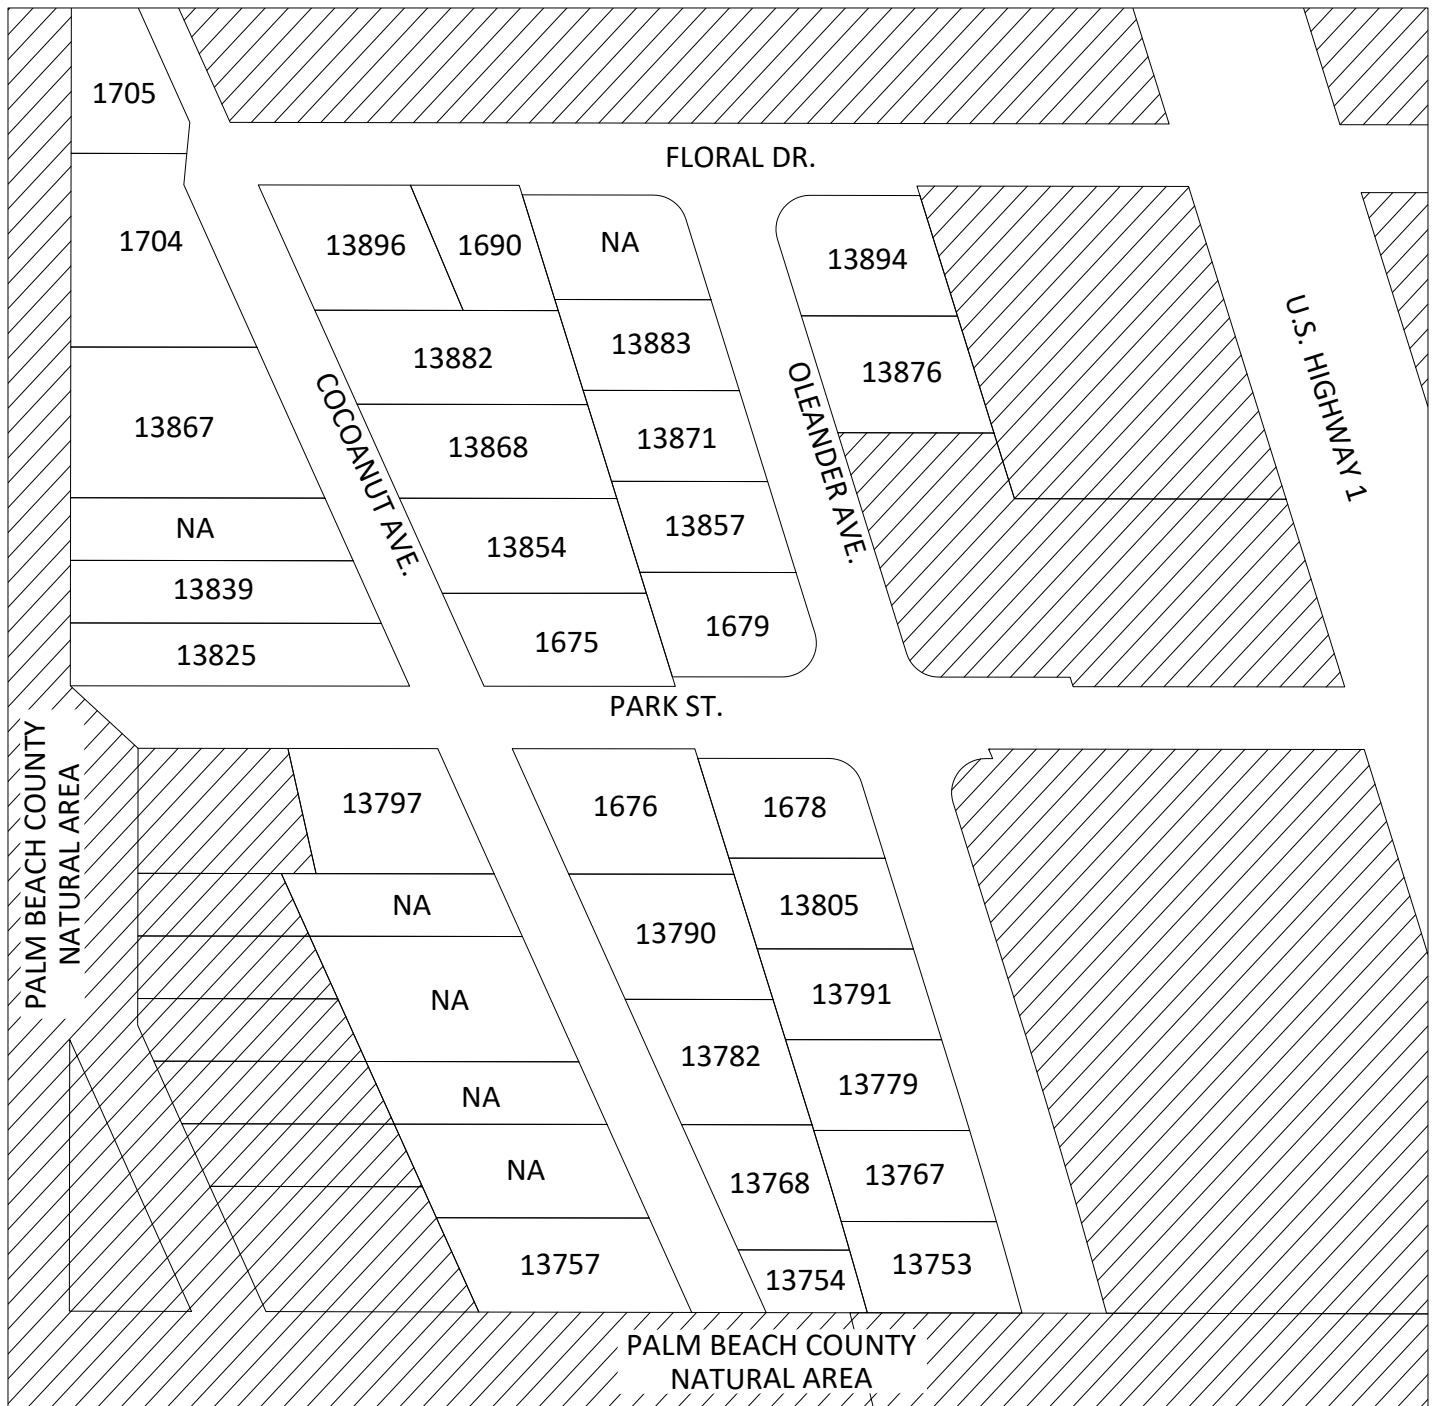 1705
FLORAL DR.
1704
13896
1690
NA
13894
13882
13883
13876
U.S. HIGHWAY 1
13867
COCOANUT AVE.
13868
13871
OLEANDER AVE.
NA
13854
13857
13839
13825
1675
1679
PARK ST.
PALM BEACH COUNTY
NATURAL AREA
13797
1676
1678
NA
13790
13805
NA
13782
13791
NA
13779
NA
13768
13767
13757
13754
13753
PALM BEACH COUNTY
NATURAL AREA